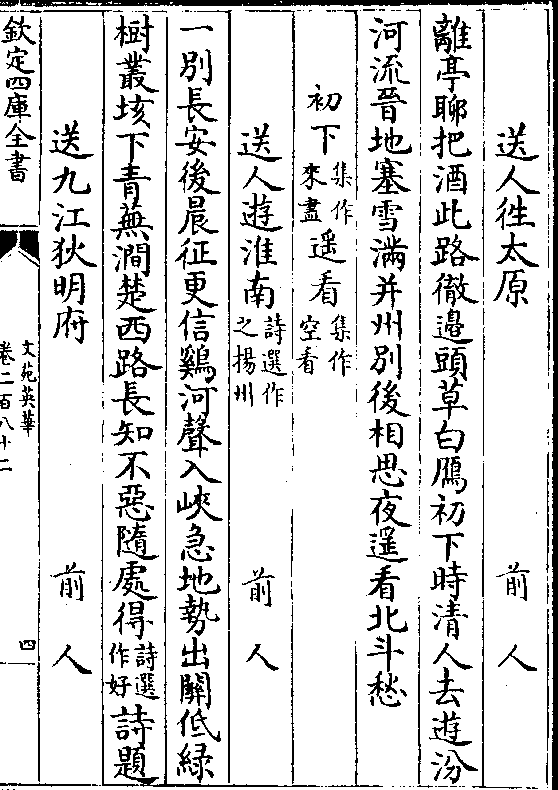 送人往太原　前人
離亭聊把酒此路徹邉頭草白鴈初下時清人去遊汾
河流晉地塞雪滿并州別後相思夜遥看北斗愁
初下集作來盡遥看集作空看
送人遊淮南詩選作之揚州　前人
一別長安後晨征更信鷄河聲入峽急地勢出關低緑
樹叢垓下青蕪澗楚西路長知不惡隨處得詩選作好詩題
送九江狄明府　前人
欽定四庫全書
文苑英華
卷二百八十二
四